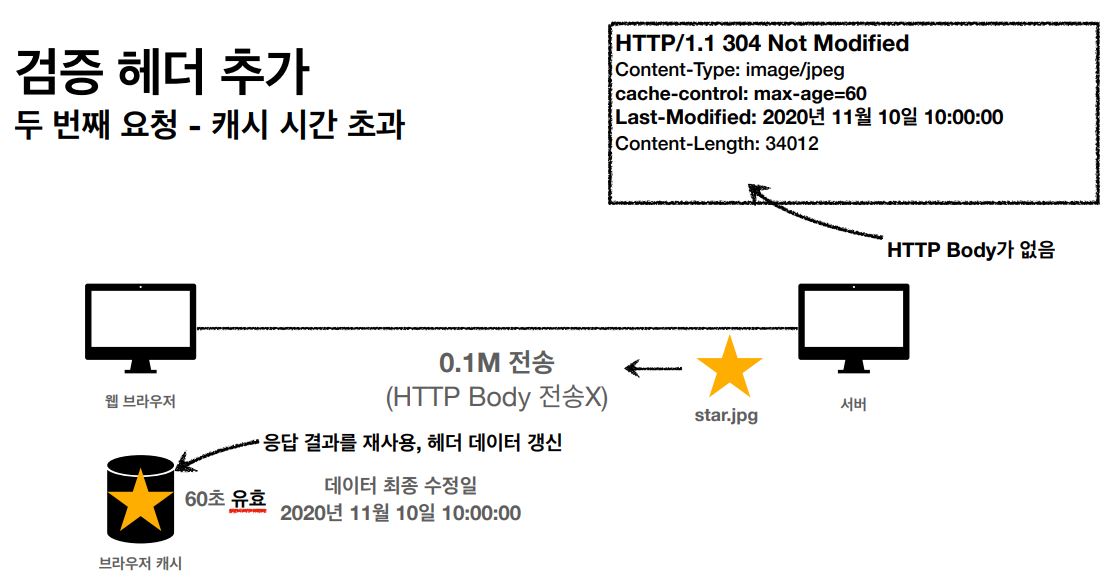 검증 헤더 추가
두 번째 요청 - 캐시 시간 초과
HTTP/1.1 304 Not Modified
Content-Type: image/jpeg
cache-control: max-age=60
Last-Modified: 2020년 11월 10일 10:00:00
Content-Length: 34012
HTTP Body가 없음
0.1M 전송
(HTTP Body 전송X)
star.jpg
웹 브라우저
서버
응답 결과를 재사용, 헤더 데이터 갱신
60초 유효
데이터 최종 수정일
2020년 11월 10일 10:00:00
브라우저 캐시